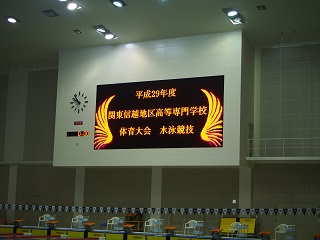 平成29年度
関東信越地区高等専門学校
体育大会　水泳競技